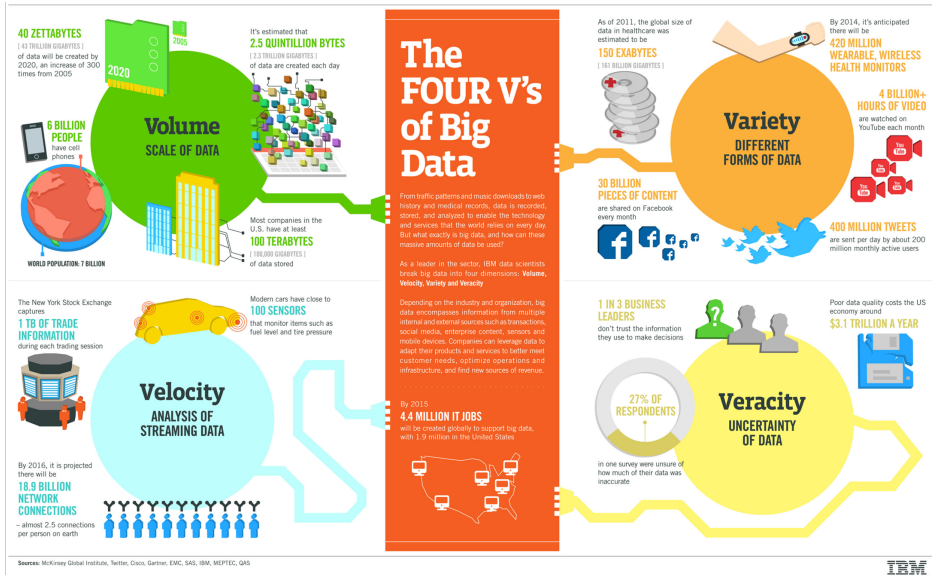 40 ZETTABYTES
[ 43 TRILLION GIGABYTES ]
of data will be created by
2020, an increase of 300
times from 2005
2005
2020
It's estimated that
2.5 QUINTILLION BYTES
[ 2.3 TRILLION GIGABYTES ]
of data are created each day
6 BILLION
PEOPLE
have cell
phones
WORLD POPULATION: 7 BILLION
Volume
SCALE OF DATA
Most companies in the
U.S. have at least
100 TERABYTES
[ 100,000 GIGABYTES ]
of data stored
The New York Stock Exchange
captures
1 TB OF TRADE
INFORMATION
during each trading session
Modern cars have close to
100 SENSORS
that monitor items such as
fuel level and tire pressure
Velocity
ANALYSIS OF
STREAMING DATA
By 2016, it is projected
there will be
18.9 BILLION
NETWORK
CONNECTIONS
– almost 2.5 connections
per person on earth
The
FOUR V's
of Big
Data
From traffic patterns and music downloads to web
history and medical records, data is recorded,
stored, and analyzed to enable the technology
and services that the world relies on every day.
But what exactly is big data, and how can these
massive amounts of data be used?
As a leader in the sector, IBM data scientists
break big data into four dimensions: Volume,
Velocity, Variety and Veracity
Depending on the industry and organization, big
data encompasses information from multiple
internal and external sources such as transactions,
social media, enterprise content, sensors and
mobile devices. Companies can leverage data to
adapt their products and services to better meet
customer needs, optimize operations and
infrastructure, and find new sources of revenue.
By 2015
4.4 MILLION IT JOBS
will be created globally to support big data,
with 1.9 million in the United States
As of 2011, the global size of
data in healthcare was
estimated to be
150 EXABYTES
[ 161 BILLION GIGABYTES ]
By 2014, it's anticipated
there will be
420 MILLION
WEARABLE, WIRELESS
HEALTH MONITORS
Variety
DIFFERENT
FORMS OF DATA
4 BILLION+
HOURS OF VIDEO
are watched on
YouTube each month
You
Tube
You
Tube
You
Tube
You
Tube
30 BILLION
PIECES OF CONTENT
are shared on Facebook
every month
400 MILLION TWEETS
are sent per day by about 200
million monthly active users
1 IN 3 BUSINESS
LEADERS
don't trust the information
they use to make decisions
?
Poor data quality costs the US
economy around
$3.1 TRILLION A YEAR
27% OF
RESPONDENTS
in one survey were unsure of
how much of their data was
inaccurate
Veracity
UNCERTAINTY
OF DATA
Sources: McKinsey Global Institute, Twitter, Cisco, Gartner, EMC, SAS, IBM, MEPTEC, QAS
IBM